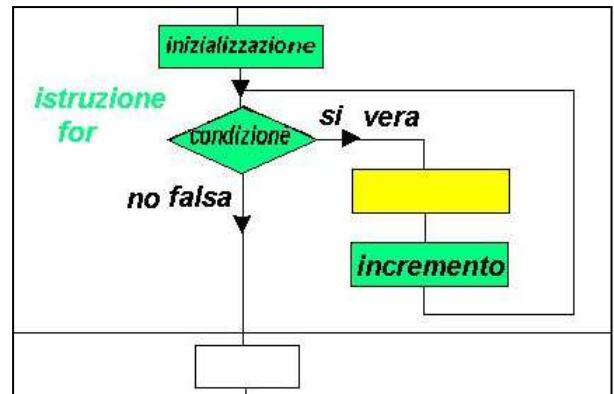 inizializzazione
istruzione
for
condizione
si vera
no falsa
incremento